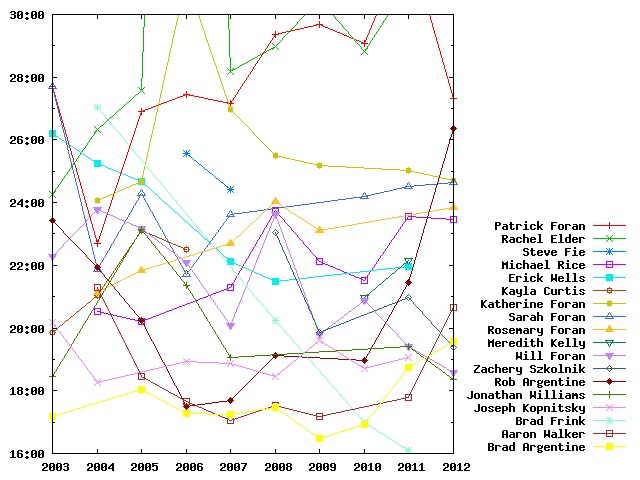 30:00
28:00
26:00
24:00
22:00
20:00
18:00
16:00
2003 2004 2005 2006 2007 2008 2009 2010 2011 2012
Patrick Foran
Rachel Elder
Steve Fie
Michael Rice
Erick Wells
Kayla Curtis
Katherine Foran
Sarah Foran
Rosemary Foran
Meredith Kelly
Will Foran
Zachery Szkolnik
Rob Argentine
Jonathan Williams
Joseph Kopnitsky
Brad Frink
Aaron Walker
Brad Argentine